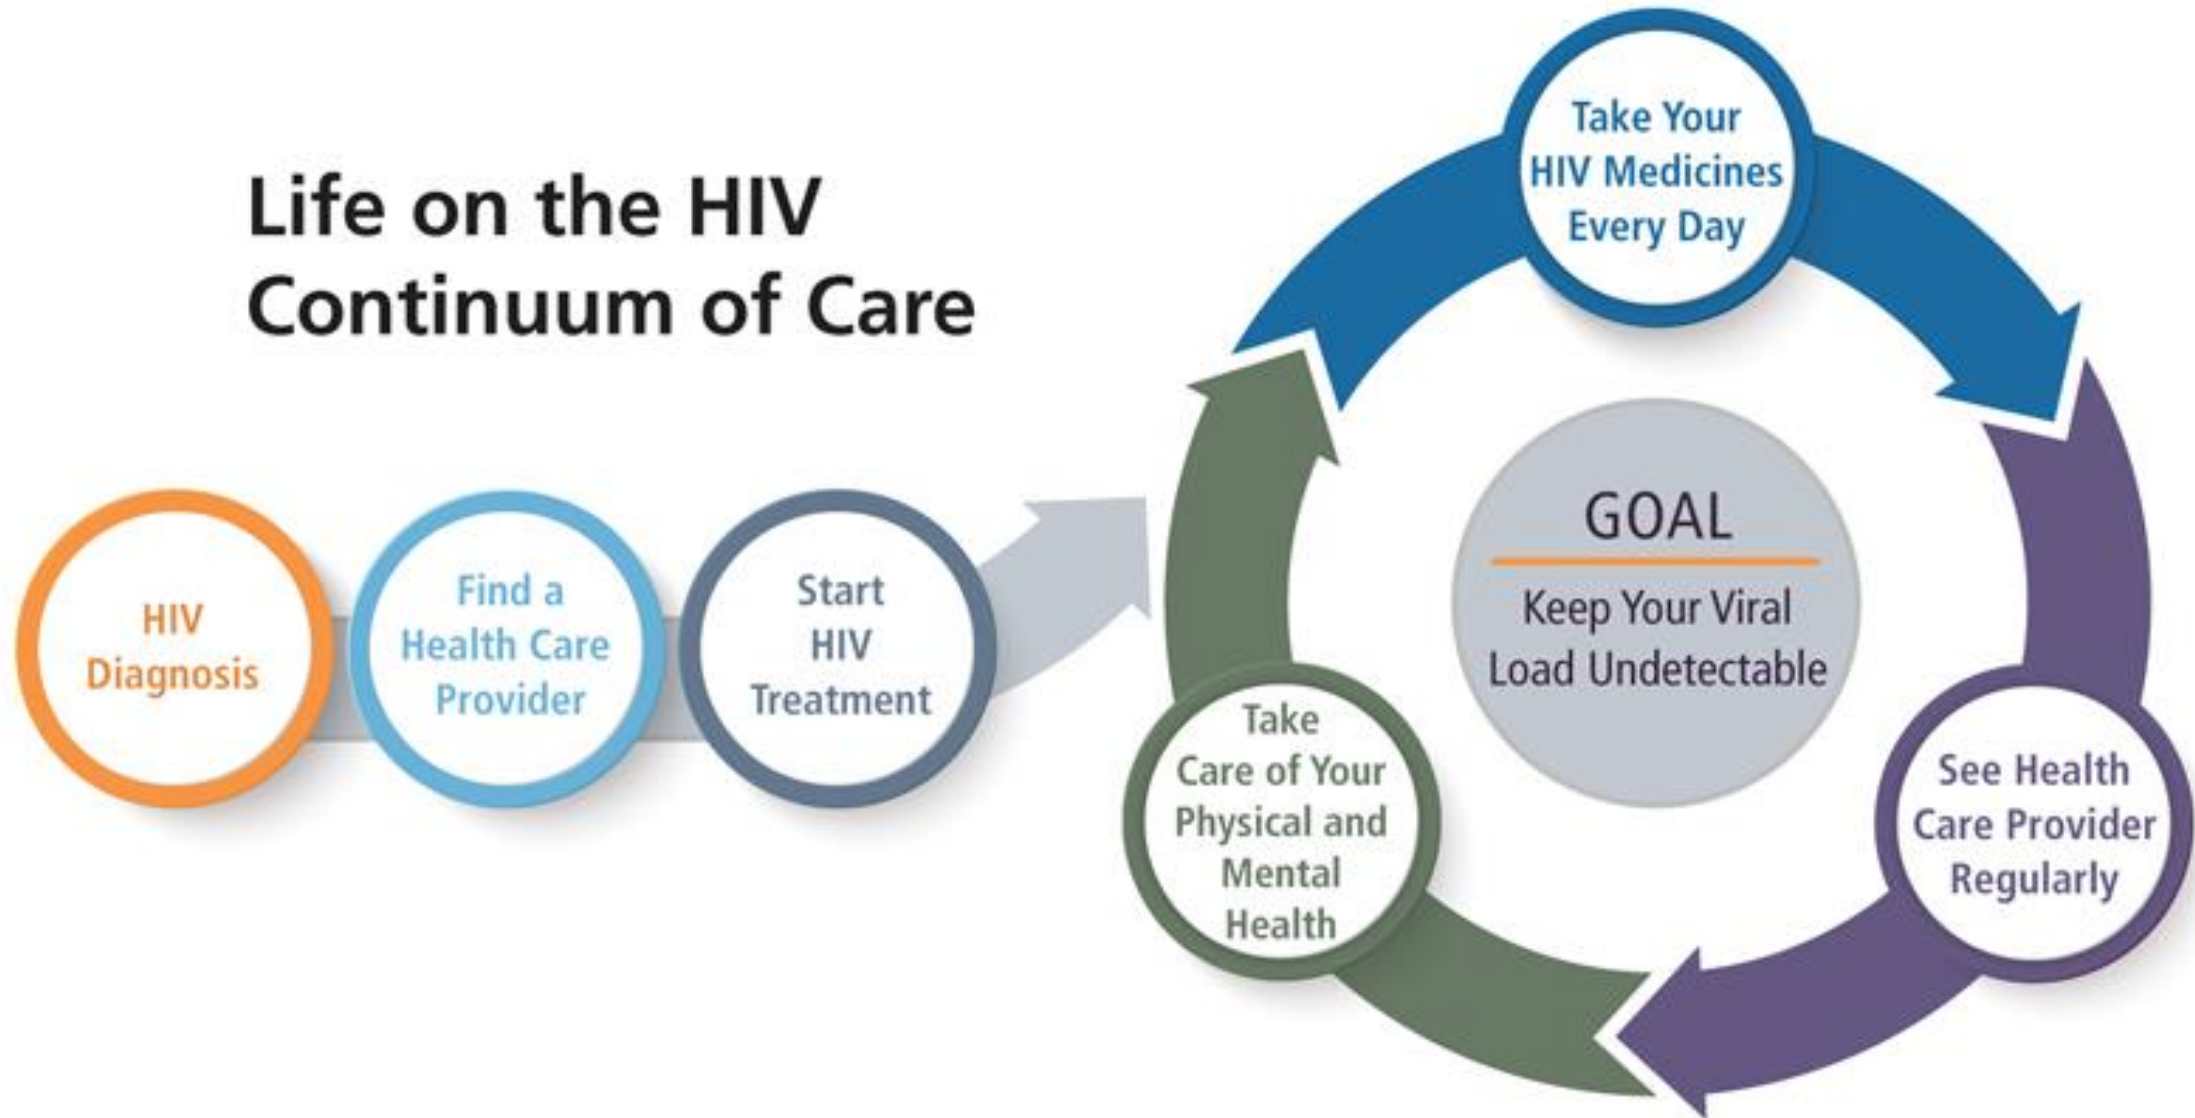 Life on the HIV
Continuum of Care
HIV
Diagnosis
Find a
Health Care
Provider
Start
HIV
Treatment
Take Your
HIV Medicines
Every Day
See Health
Care Provider
Regularly
Take
Care of Your
Physical and
Mental
Health
GOAL
Keep Your Viral
Load Undetectable